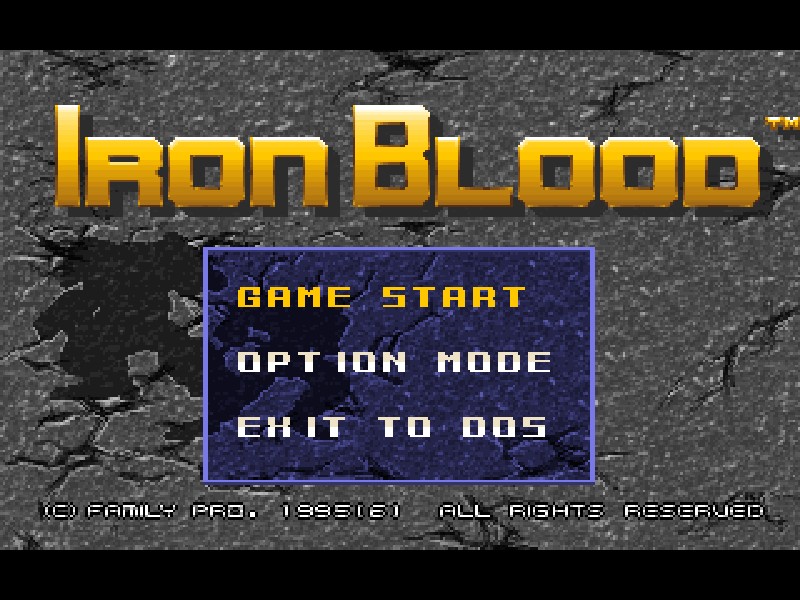 IRON BLOOD™
GAME START
OPTION MODE
EXIT TO DOS
(C) FAMILY PRO. 1995(6) ALL RIGHTS RESERVED